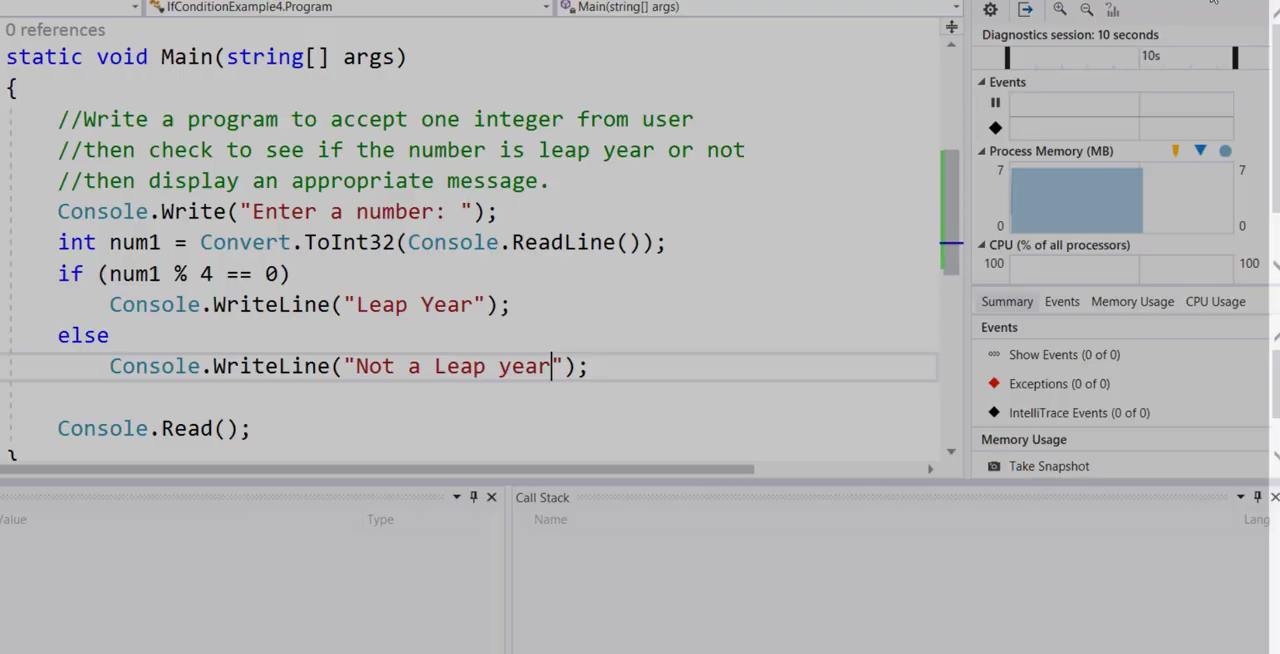 IfConditionExample4.Program
Main(string[] args)
0 references
static void Main(string[] args)
{
//Write a program to accept one integer from user
//then check to see if the number is leap year or not
//then display an appropriate message.
Console.Write("Enter a number: ");
int num1 = Convert.ToInt32(Console.ReadLine());
if (num1 % 4 == 0)
Console.WriteLine("Leap Year");
else
Console.WriteLine("Not a Leap year");
Console.Read();
}
Diagnostics session: 10 seconds
10s
Events
Process Memory (MB)
7
7
0
0
CPU (% of all processors)
100
100
Summary
Events
Memory Usage
CPU Usage
Events
Show Events (0 of 0)
Exceptions (0 of 0)
IntelliTrace Events (0 of 0)
Memory Usage
Take Snapshot
Value
Type
Call Stack
Name
Lang